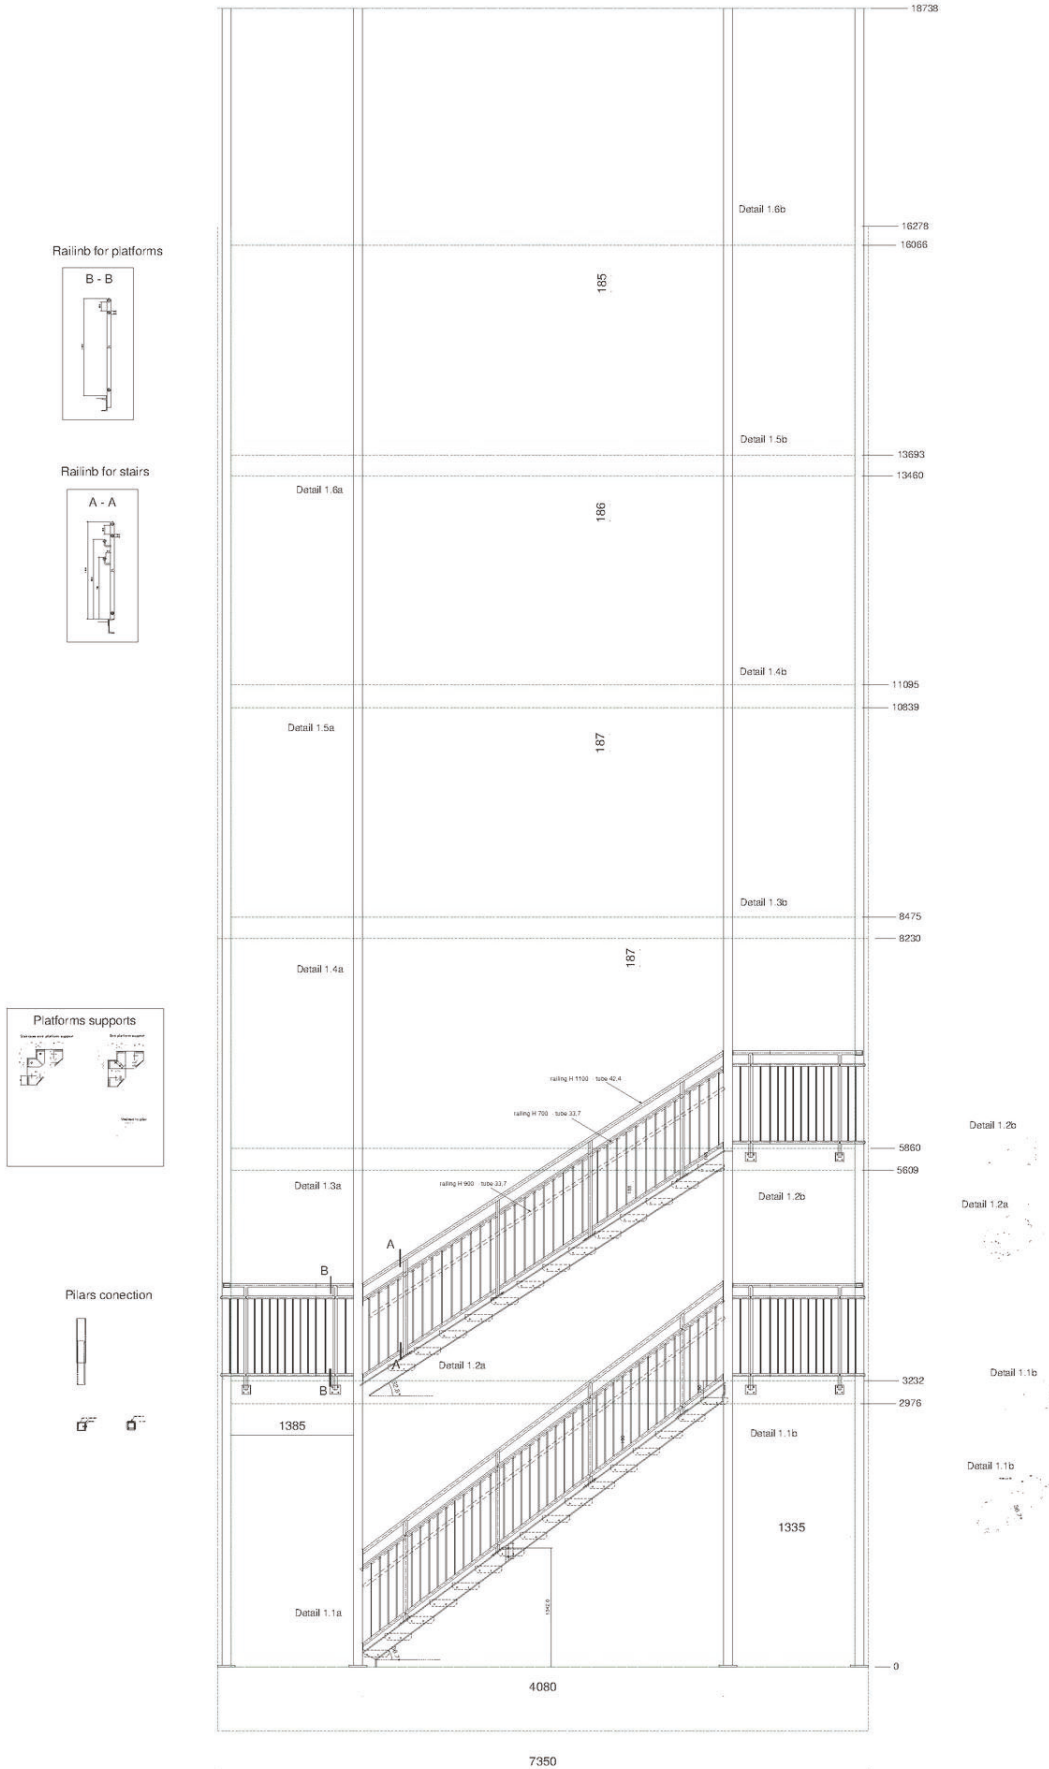 18738
Detail 1.6b
16278
16066
Railinb for platforms
B - B
185
Detail 1.5b
13693
13460
Railinb for stairs
A - A
Detail 1.6a
186
Detail 1.4b
11095
10839
Detail 1.5a
187
Detail 1.3b
8475
8230
187
Detail 1.4a
Platforms supports
railing H 1100 tube 42,4
railing H 700 tube 33,7
railing H 900 tube 33,7
5860
5609
Detail 1.2b
Detail 1.3a
Detail 1.2b
Detail 1.2a
A
B
Pilars conection
A
Detail 1.2a
B
3232
2976
Detail 1.1b
1385
Detail 1.1b
Detail 1.1b
1335
Detail 1.1a
0
4080
7350